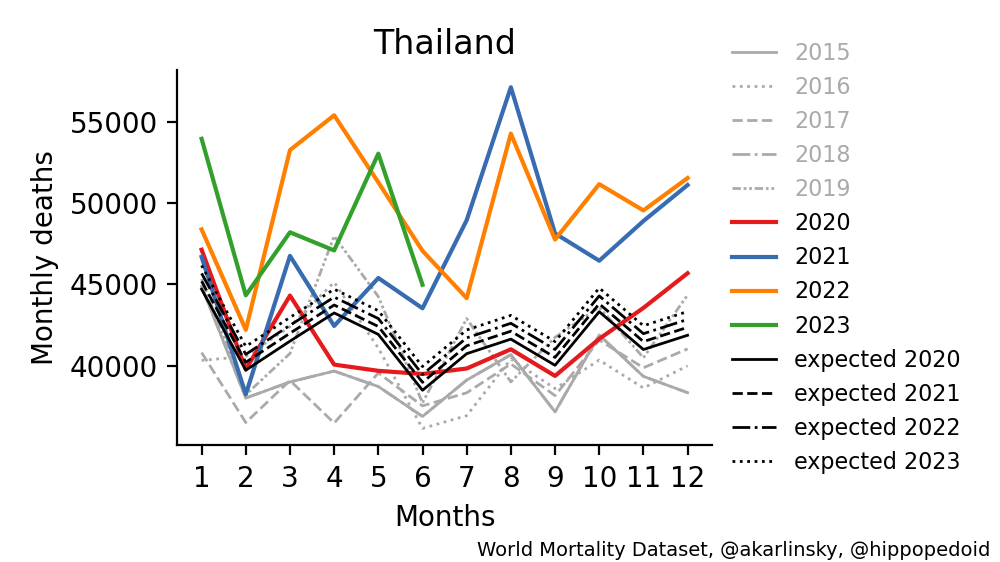 Thailand
Monthly deaths
55000
50000
45000
40000
1 2 3 4 5 6 7 8 9 10 11 12
Months
2015
2016
2017
2018
2019
2020
2021
2022
2023
expected 2020
expected 2021
expected 2022
expected 2023
World Mortality Dataset, @akarlinsky, @hippopedoid